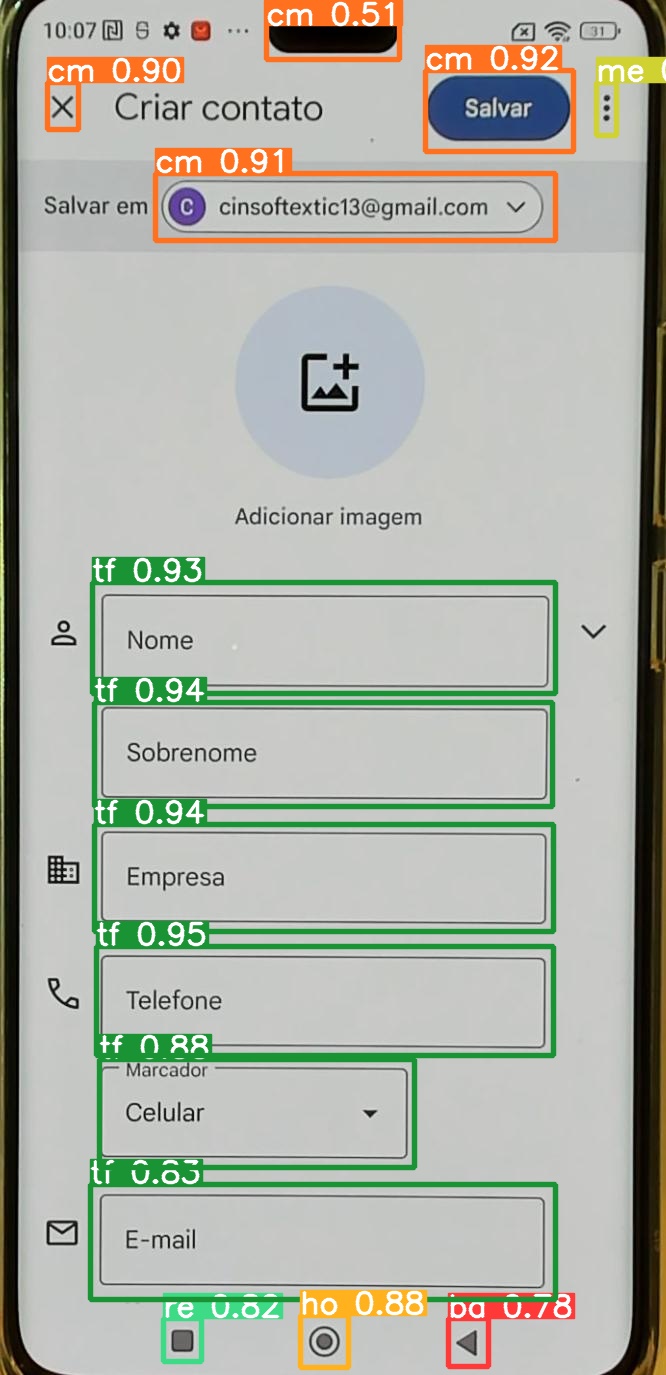 cm 0.51
10:07 ... 31
cm 0.90
cm 0.92
me
Criar contato
Salvar
cm 0.91
Salvar em C cinsoftextic13@gmail.com
Adicionar imagem
tf 0.93
Nome
tf 0.94
Sobrenome
tf 0.94
Empresa
tf 0.95
Telefone
tf 0.88
Marcador
Celular
tf 0.83
E-mail
re 0.82
ho 0.88
ba 0.78